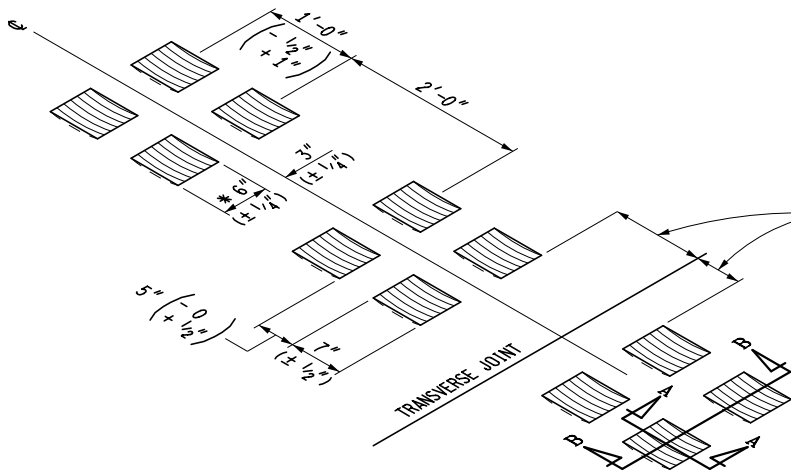 ℄
1'-0"
(- 1/2" + 1")
2'-0"
3"
(± 1/4")
* 6"
(± 1/4")
5" (- 0 + 1/2")
7"
(± 1/2")
TRANSVERSE JOINT
B
A
B
A